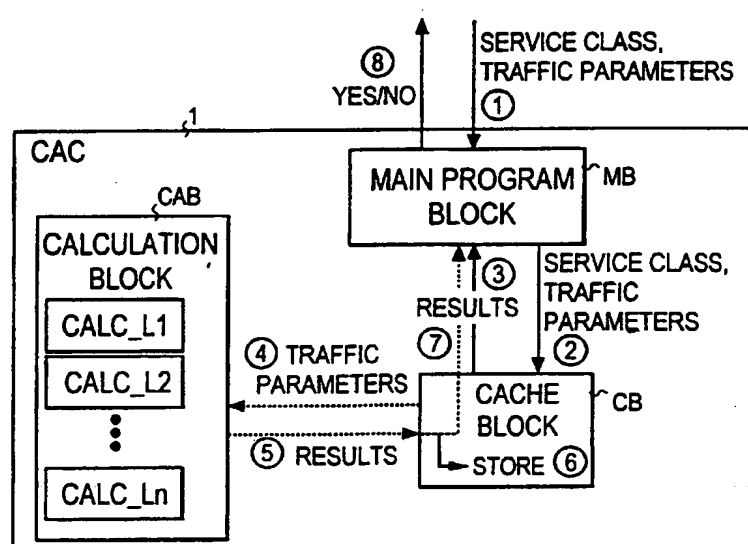 ⑧
YES/NO
SERVICE CLASS,
TRAFFIC PARAMETERS
①
1
CAC
MAIN PROGRAM
BLOCK
MB
CAB
CALCULATION
BLOCK
CALC_L1
CALC_L2
CALC_Ln
③
RESULTS
⑦
SERVICE CLASS,
TRAFFIC
PARAMETERS
②
④ TRAFFIC
PARAMETERS
⑤ RESULTS
CACHE
BLOCK
CB
STORE ⑥